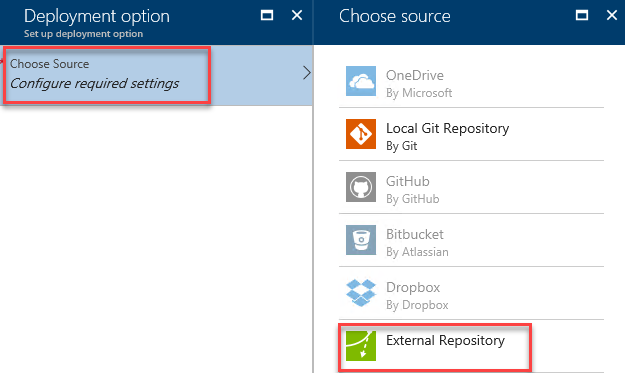 Deployment option
Set up deployment option
Choose Source
Configure required settings
Choose source
OneDrive
By Microsoft
Local Git Repository
By Git
GitHub
By GitHub
Bitbucket
By Atlassian
Dropbox
By Dropbox
External Repository